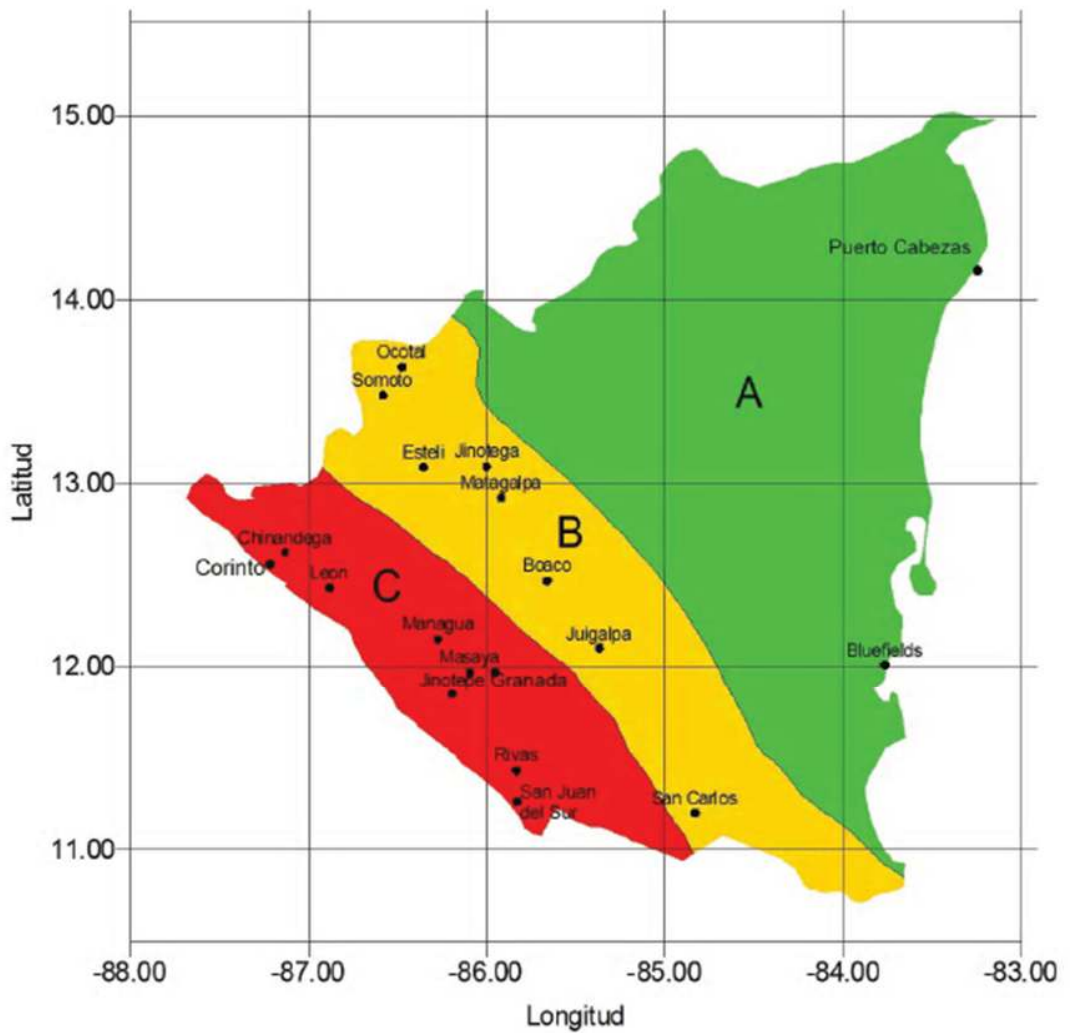 15.00
Puerto Cabezas
14.00
Ocotal
Somoto
A
Esteli Jinotega
13.00
Matagalpa
B
Chinandega
Corinto
Leon
C
Boaco
Managua
Juigalpa
Masaya
12.00
Jinotepe Granada
Bluefields
Rivas
San Juan
del Sur
San Carlos
11.00
Latitud
-88.00 -87.00 -86.00 -85.00 -84.00 -83.00
Longitud